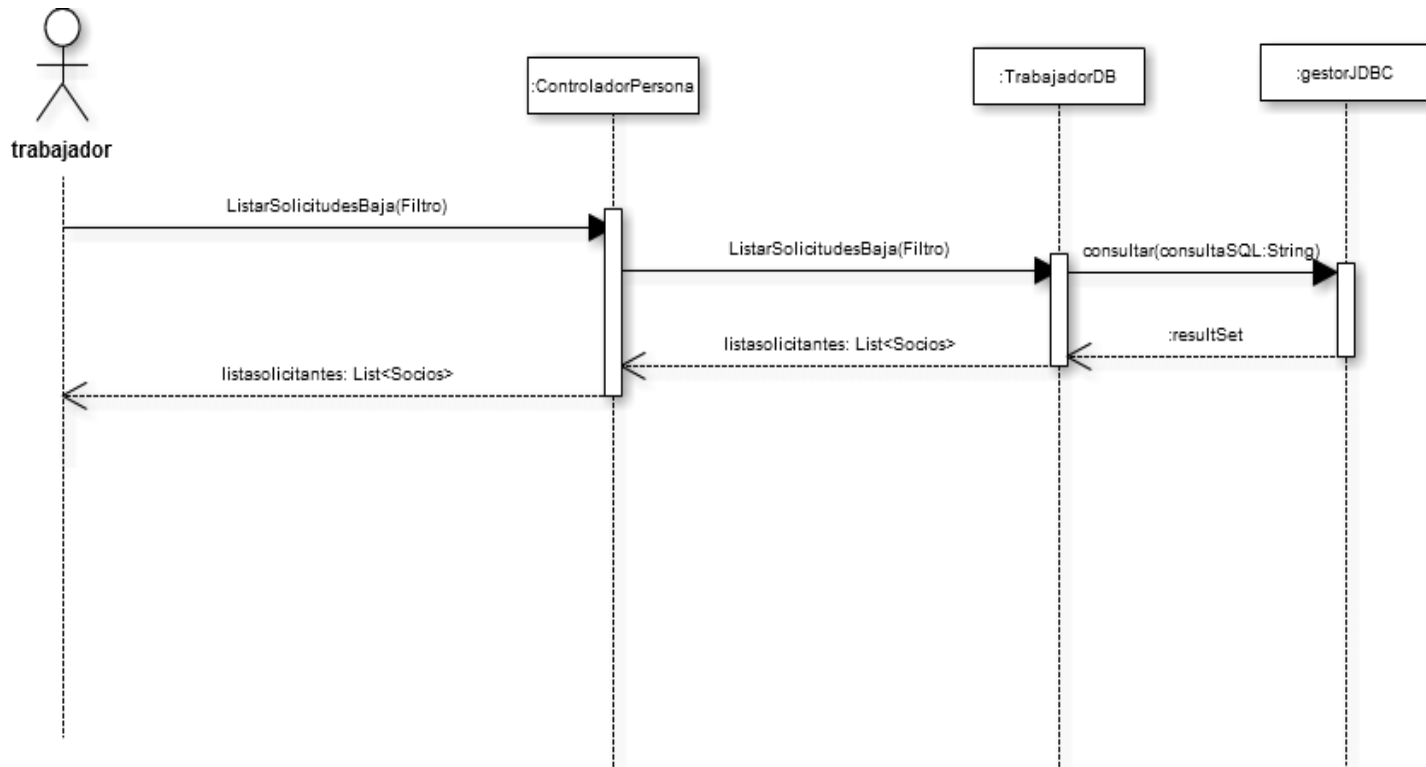 :gestorJDBC
:TrabajadorDB
:ControladorPersona
trabajador
ListarSolicitudesBaja(Filtro)
ListarSolicitudesBaja(Filtro)
consultar(consultaSQL:String)
:resultSet
listasolicitantes: List<Socios>
listasolicitantes: List<Socios>